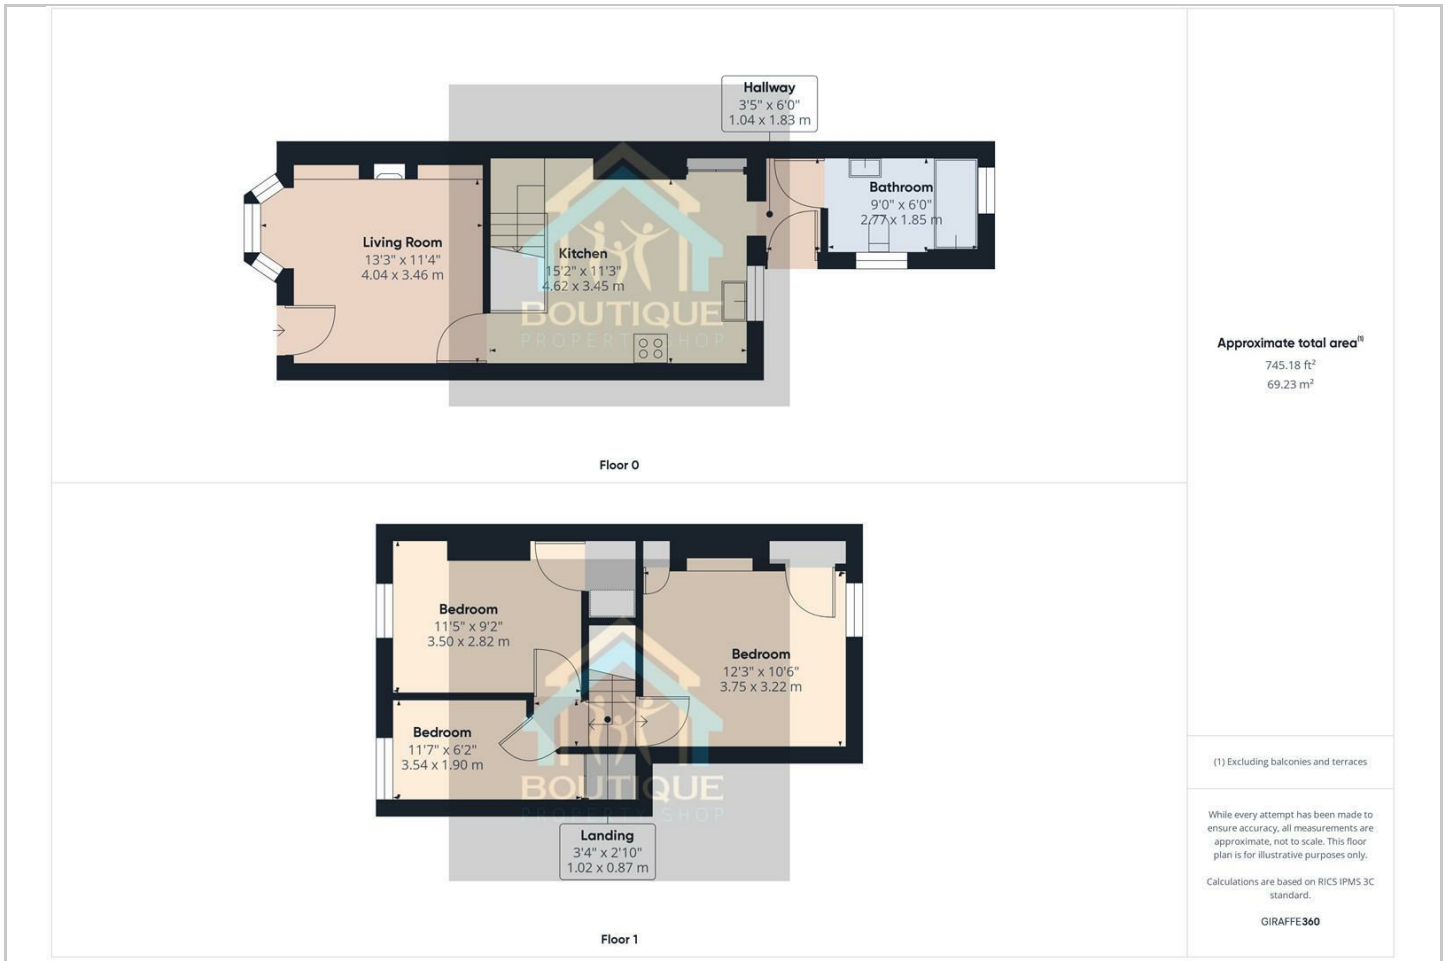 Hallway
3'5" x 6'0"
1.04 x 1.83 m
Bathroom
9'0" x 6'0"
2.77 x 1.85 m
Living Room
13'3" x 11'4"
4.04 x 3.46 m
Kitchen
15'2" x 11'3"
4.62 x 3.45 m
BOUTIQUE
PROPERTY SHOP
Floor 0
Approximate total area(1)
745.18 ft²
69.23 m²
Bedroom
11'5" x 9'2"
3.50 x 2.82 m
Bedroom
12'3" x 10'6"
3.75 x 3.22 m
Bedroom
11'7" x 6'2"
3.54 x 1.90 m
BOUTIQUE
PROPERTY SHOP
Landing
3'4" x 2'10"
1.02 x 0.87 m
Floor 1
(1) Excluding balconies and terraces
While every attempt has been made to
ensure accuracy, all measurements are
approximate, not to scale. This floor
plan is for illustrative purposes only.
Calculations are based on RICS IPMS 3C
standard.
GIRAFFE360